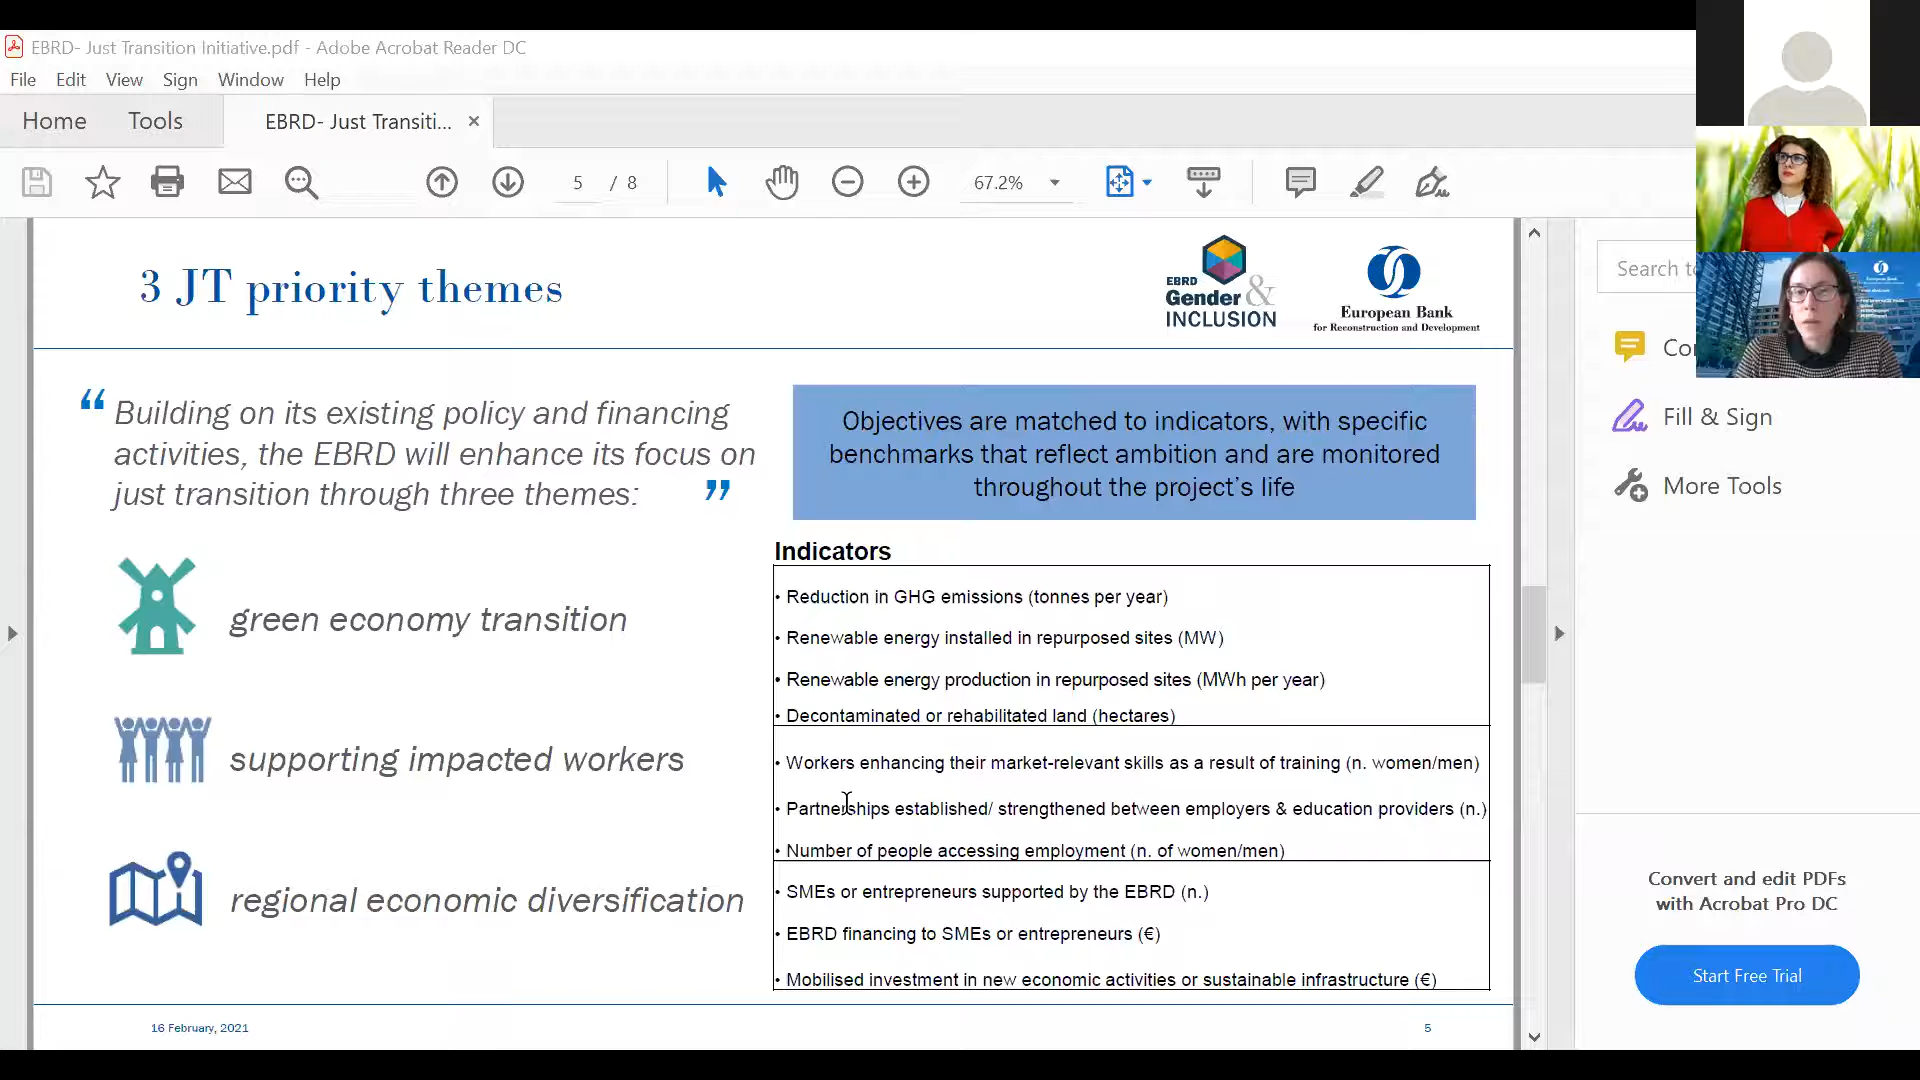 EBRD- Just Transition Initiative.pdf - Adobe Acrobat Reader DC
File Edit View Sign Window Help
Home Tools EBRD- Just Transiti... ×
5 / 8 67.2%
3 JT priority themes
EBRD
Gender &
INCLUSION
European Bank
for Reconstruction and Development
“ Building on its existing policy and financing
activities, the EBRD will enhance its focus on
just transition through three themes: ”
green economy transition
supporting impacted workers
regional economic diversification
Objectives are matched to indicators, with specific
benchmarks that reflect ambition and are monitored
throughout the project's life
Indicators
• Reduction in GHG emissions (tonnes per year)
• Renewable energy installed in repurposed sites (MW)
• Renewable energy production in repurposed sites (MWh per year)
• Decontaminated or rehabilitated land (hectares)
• Workers enhancing their market-relevant skills as a result of training (n. women/men)
• Partnerships established/ strengthened between employers & education providers (n.)
• Number of people accessing employment (n. of women/men)
• SMEs or entrepreneurs supported by the EBRD (n.)
• EBRD financing to SMEs or entrepreneurs (€)
• Mobilised investment in new economic activities or sustainable infrastructure (€)
16 February, 2021
5
Search t
Co
Fill & Sign
More Tools
Convert and edit PDFs
with Acrobat Pro DC
Start Free Trial